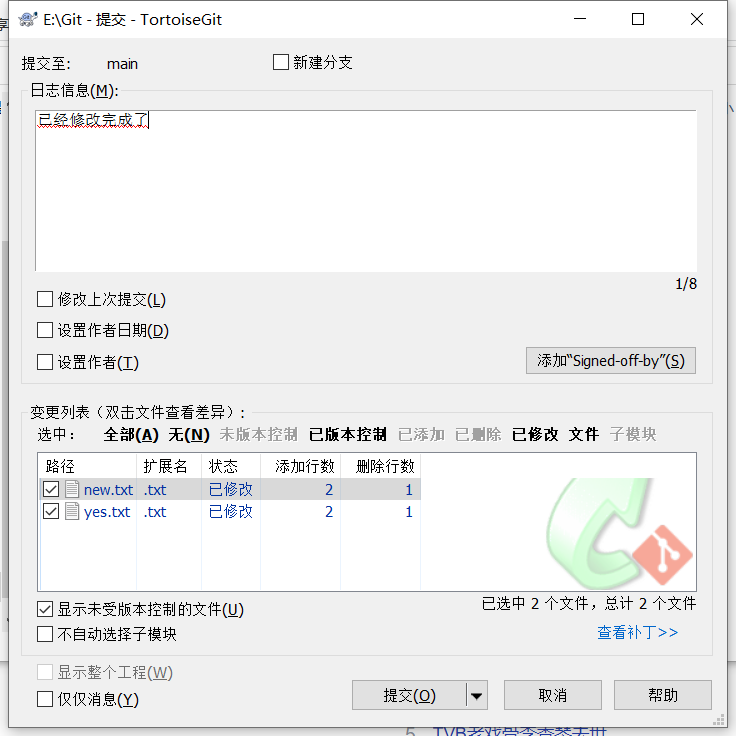 E:\Git - 提交 - TortoiseGit
提交至: main 新建分支
日志信息(M):
已经修改完成了
1/8
修改上次提交(L)
设置作者日期(D)
设置作者(T) 添加“Signed-off-by”(S)
变更列表（双击文件查看差异）:
选中： 全部(A) 无(N) 未版本控制 已版本控制 已添加 已删除 已修改 文件 子模块
路径 扩展名 状态 添加行数 删除行数
new.txt .txt 已修改 2 1
yes.txt .txt 已修改 2 1
显示未受版本控制的文件(U) 已选中 2 个文件，总计 2 个文件
不自动选择子模块 查看补丁>>
显示整个工程(W)
仅仅消息(Y) 提交(O) 取消 帮助